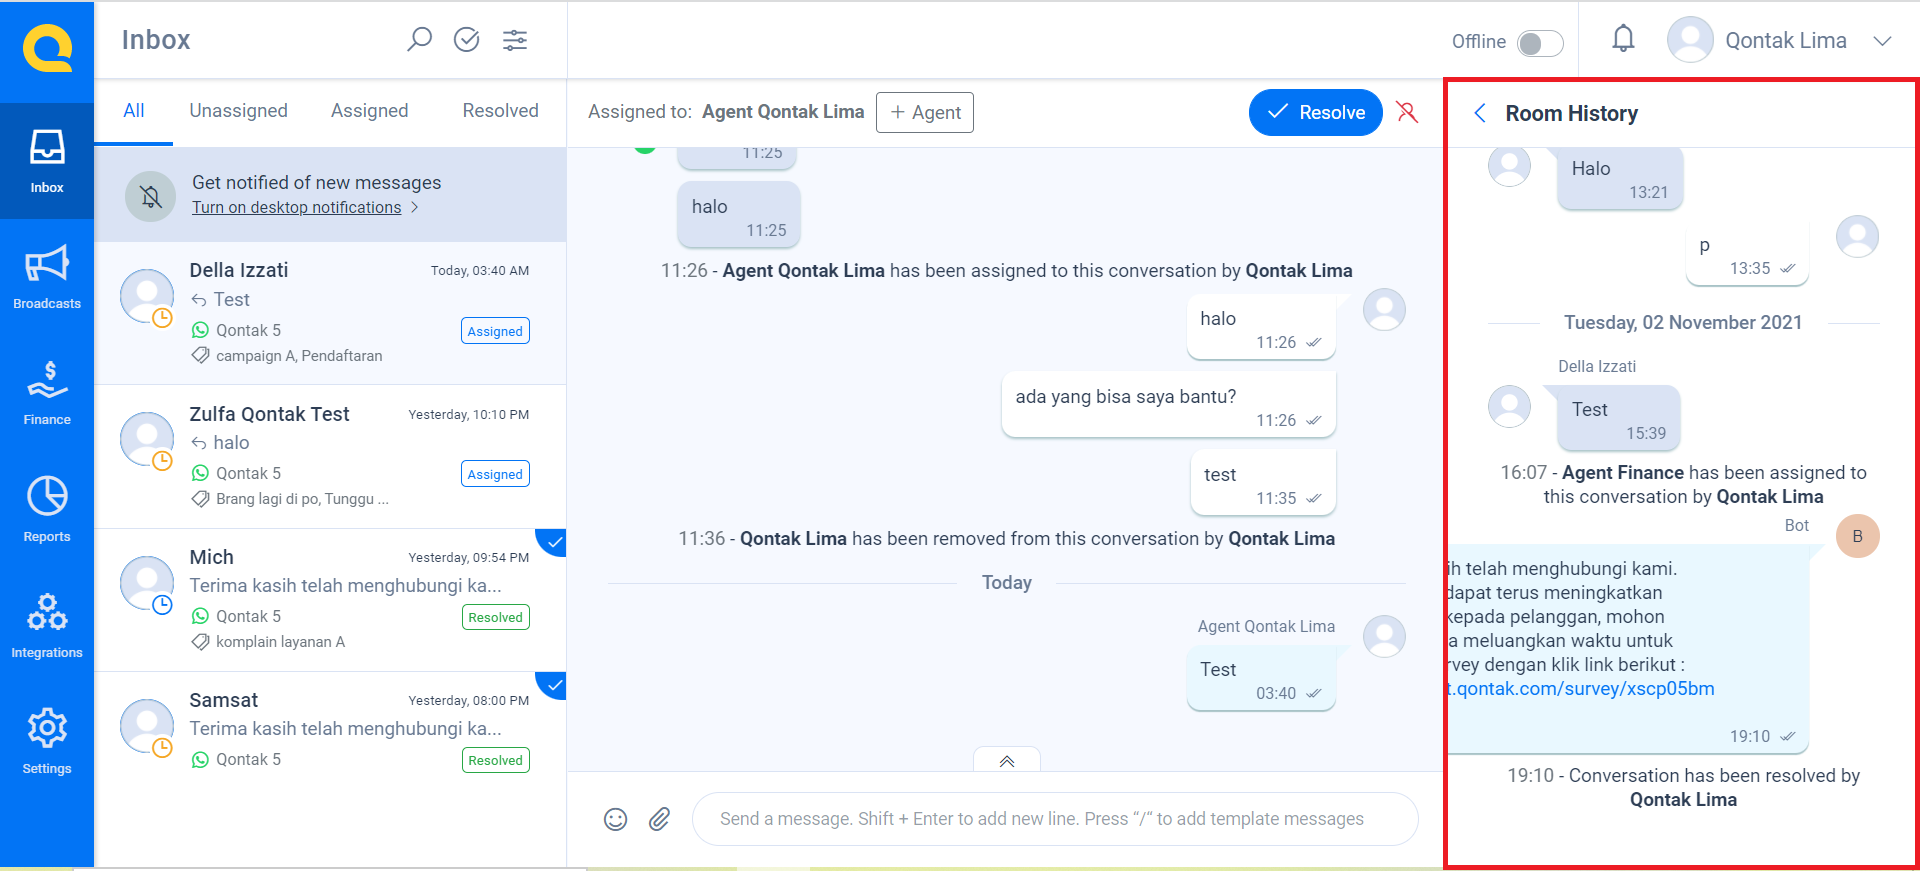 Inbox
Broadcasts
Finance
Reports
Integrations
Settings
Inbox
All Unassigned Assigned Resolved
Get notified of new messages
Turn on desktop notifications
Della Izzati Today, 03:40 AM
Test
Qontak 5 Assigned
campaign A, Pendaftaran
Zulfa Qontak Test Yesterday, 10:10 PM
halo
Qontak 5 Assigned
Brang lagi di po, Tunggu ...
Mich Yesterday, 09:54 PM
Terima kasih telah menghubungi ka...
Qontak 5 Resolved
komplain layanan A
Samsat Yesterday, 08:00 PM
Terima kasih telah menghubungi ka...
Qontak 5 Resolved
Offline
Qontak Lima
Assigned to: Agent Qontak Lima + Agent Resolve
11:25
halo
11:25
11:26 - Agent Qontak Lima has been assigned to this conversation by Qontak Lima
halo
11:26
ada yang bisa saya bantu?
11:26
test
11:35
11:36 - Qontak Lima has been removed from this conversation by Qontak Lima
Today
Agent Qontak Lima
Test
03:40
Send a message. Shift + Enter to add new line. Press “/“ to add template messages
Room History
Halo
13:21
p
13:35
Tuesday, 02 November 2021
Della Izzati
Test
15:39
16:07 - Agent Finance has been assigned to
this conversation by Qontak Lima
Bot
B
ih telah menghubungi kami.
dapat terus meningkatkan
kepada pelanggan, mohon
a meluangkan waktu untuk
rvey dengan klik link berikut :
t.qontak.com/survey/xscp05bm
19:10
19:10 - Conversation has been resolved by
Qontak Lima